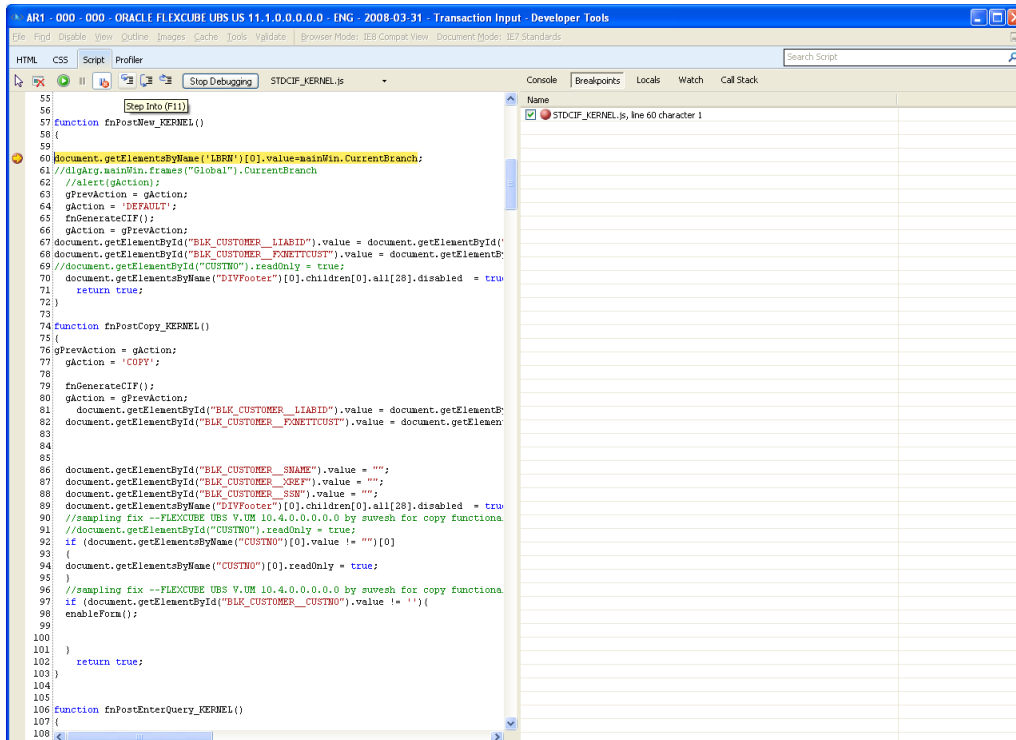 AR1 - 000 - 000 - ORACLE FLEXCUBE UBS US 11.1.0.0.0.0.0 - ENG - 2008-03-31 - Transaction Input - Developer Tools
File Find Disable View Outline Images Cache Tools Validate Browser Mode: IE8 Compat View Document Mode: IE7 Standards
HTML CSS Script Profiler Search Script
Stop Debugging STDCIF_KERNEL.js Console Breakpoints Locals Watch Call Stack
Step Into (F11)
Name
STDCIF_KERNEL.js, line 60 character 1
55
56
57 function fnPostNew_KERNEL()
58 {
59
60 document.getElementsByName('LBRN')[0].value=mainWin.CurrentBranch;
61 //dlgArg.mainWin.frames("Global").CurrentBranch
62 //alert(gAction);
63 gPrevAction = gAction;
64 gAction = 'DEFAULT';
65 fnGenerateCIF();
66 gAction = gPrevAction;
67 document.getElementById("BLK_CUSTOMER__LIABID").value = document.getElementById("
68 document.getElementById("BLK_CUSTOMER__FXNETTCUST").value = document.getElementB
69 //document.getElementById("CUSTNO").readOnly = true;
70 document.getElementsByName("DIVFooter")[0].children[0].all[28].disabled = tru
71 return true;
72 }
73
74 function fnPostCopy_KERNEL()
75 {
76 gPrevAction = gAction;
77 gAction = 'COPY';
78
79 fnGenerateCIF();
80 gAction = gPrevAction;
81 document.getElementById("BLK_CUSTOMER__LIABID").value = document.getElementB
82 document.getElementById("BLK_CUSTOMER__FXNETTCUST").value = document.getElemen
83
84
85
86 document.getElementById("BLK_CUSTOMER__SNAME").value = "";
87 document.getElementById("BLK_CUSTOMER__XREF").value = "";
88 document.getElementById("BLK_CUSTOMER__SSN").value = "";
89 document.getElementsByName("DIVFooter")[0].children[0].all[28].disabled = tru
90 //sampling fix --FLEXCUBE UBS V.UM 10.4.0.0.0.0.0 by suvesh for copy functiona
91 //document.getElementById("CUSTNO").readOnly = true;
92 if (document.getElementsByName("CUSTNO")[0].value != "")[0]
93 {
94 document.getElementsByName("CUSTNO")[0].readOnly = true;
95 }
96 //sampling fix --FLEXCUBE UBS V.UM 10.4.0.0.0.0.0 by suvesh for copy functiona
97 if (document.getElementById("BLK_CUSTOMER__CUSTNO").value != ''){
98 enableForm();
99
100
101 }
102 return true;
103 }
104
105
106 function fnPostEnterQuery_KERNEL()
107 {
108